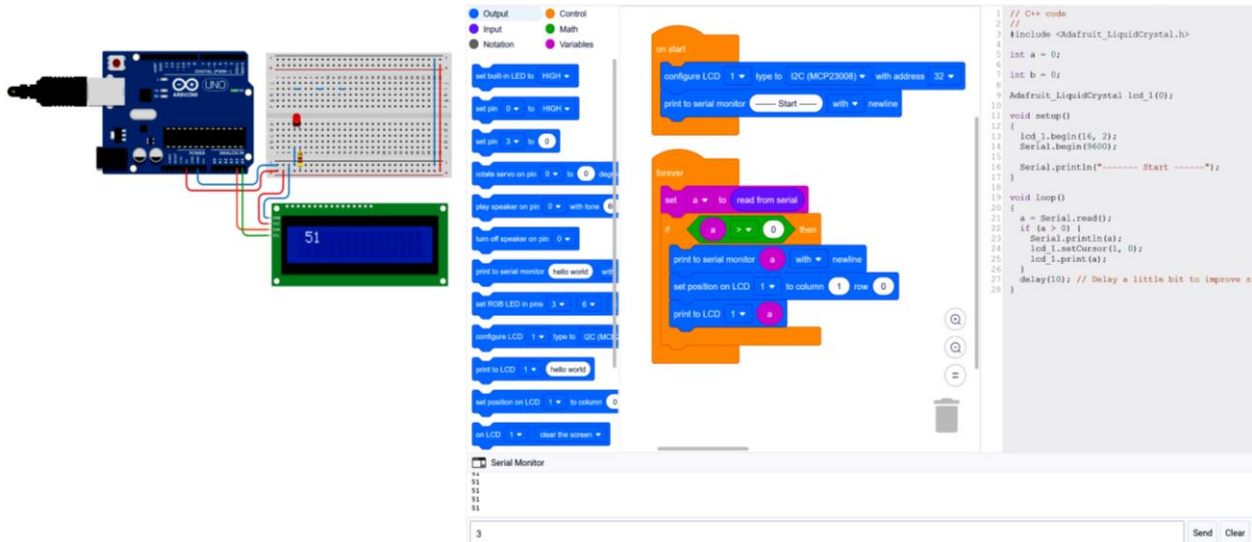 UNO
ARDUINO
51
Output
Control
Input
Math
Notation
Variables
set built-in LED to HIGH
set pin 0 to HIGH
set pin 3 to 0
rotate servo on pin 0 to 0 degre
play speaker on pin 0 with tone 6
turn off speaker on pin 0
print to serial monitor hello world with
set RGB LED in pins 3 6
configure LCD 1 type to I2C (MCP
print to LCD 1 hello world
set position on LCD 1 to column 0
on LCD 1 clear the screen
on start
configure LCD 1 type to I2C (MCP23008) with address 32
print to serial monitor ------- Start ------ with newline
forever
set a to read from serial
if a > 0 then
print to serial monitor a with newline
set position on LCD 1 to column 1 row 0
print to LCD 1 a
1 // C++ code
2 //
3 #include <Adafruit_LiquidCrystal.h>
4
5 int a = 0;
6
7 int b = 0;
8
9 Adafruit_LiquidCrystal lcd_1(0);
10
11 void setup()
12 {
13 lcd_1.begin(16, 2);
14 Serial.begin(9600);
15
16 Serial.println("------- Start ------");
17 }
18
19 void loop()
20 {
21 a = Serial.read();
22 if (a > 0) {
23 Serial.println(a);
24 lcd_1.setCursor(1, 0);
25 lcd_1.print(a);
26 }
27 delay(10); // Delay a little bit to improve s
28 }
Serial Monitor
51
51
51
51
51
3
Send
Clear